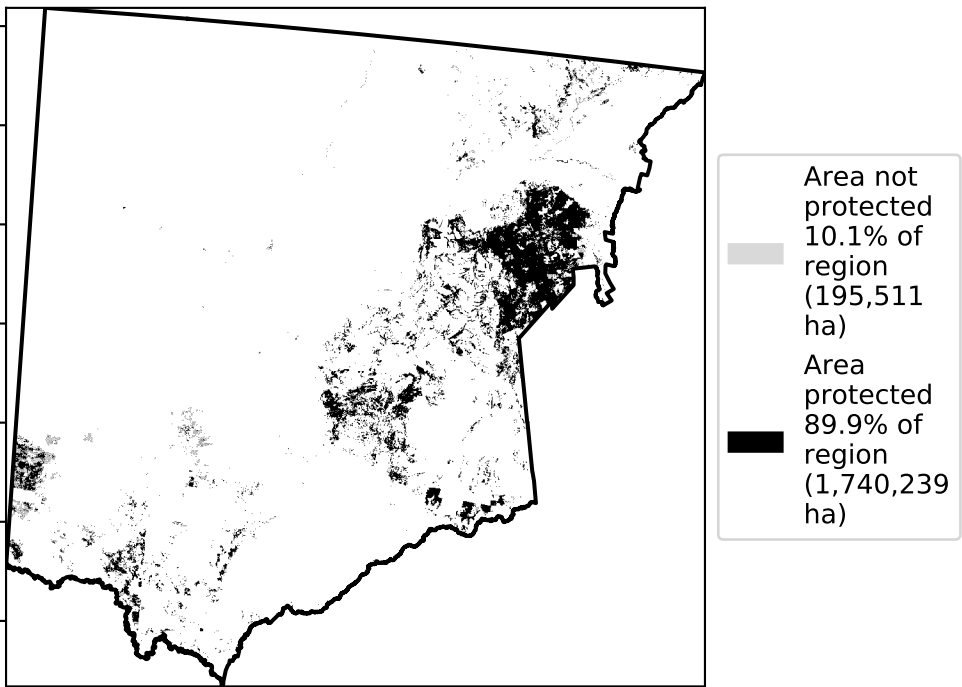 Area not
protected
10.1% of
region
(195,511
ha)
Area
protected
89.9% of
region
(1,740,239
ha)